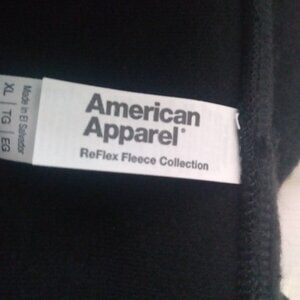 American
Apparel®
ReFlex Fleece Collection
Made in El Salvador
XL | TG | EG